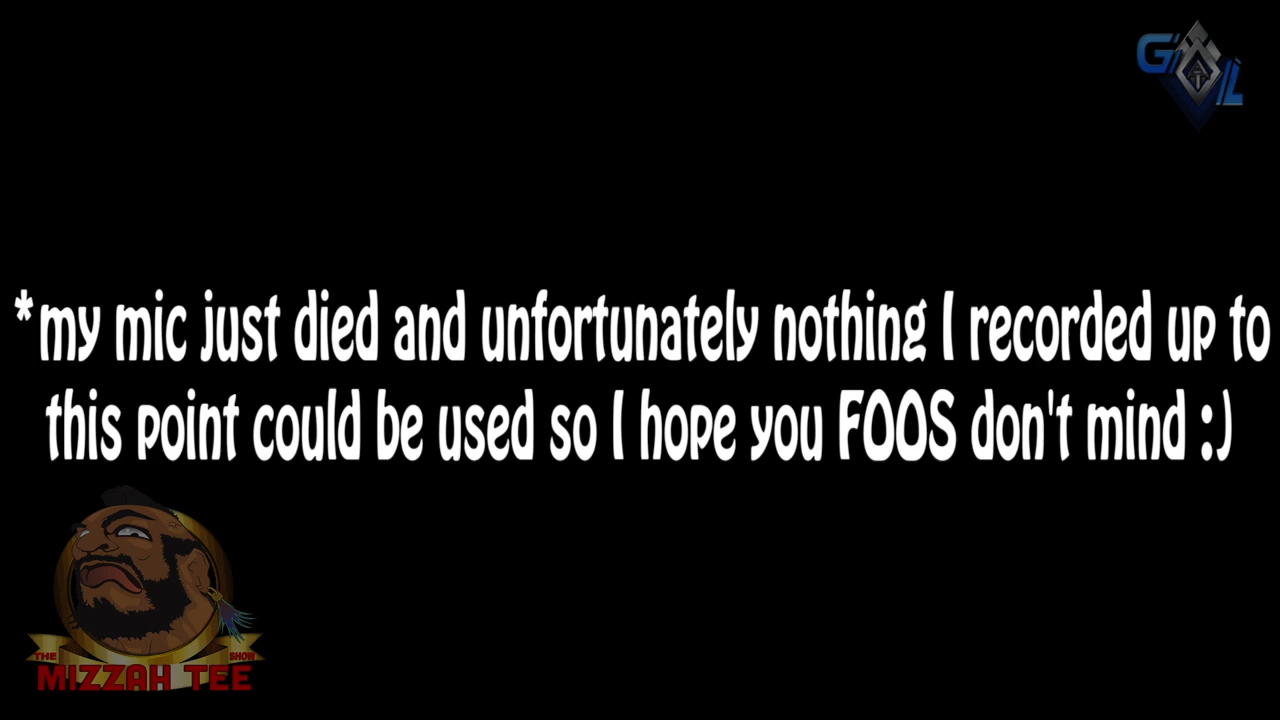 *my mic just died and unfortunately nothing I recorded up to
this point could be used so I hope you FOOS don't mind :)
THE SHOW
MIZZAH TEE